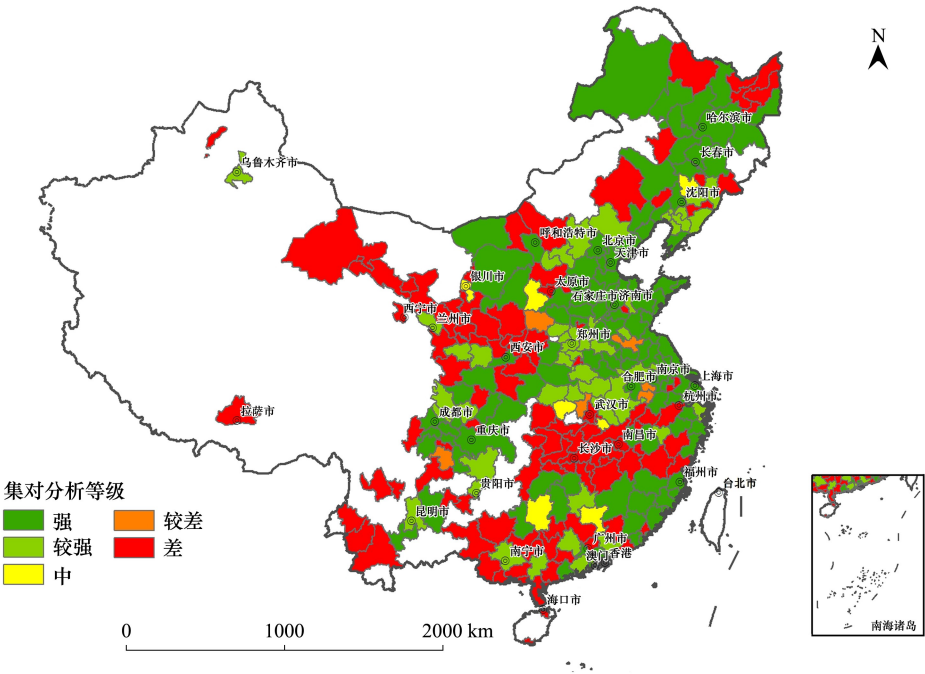 N
哈尔滨市
长春市
乌鲁木齐市
沈阳市
呼和浩特市
北京市
天津市
银川市
太原市
石家庄市
济南市
西宁市
兰州市
郑州市
西安市
合肥市
南京市
上海市
杭州市
拉萨市
成都市
武汉市
重庆市
南昌市
长沙市
贵阳市
福州市
台北市
昆明市
广州市
南宁市
澳门
香港
海口市
集对分析等级
强
较差
较强
差
中
0 1000 2000 km
南海诸岛